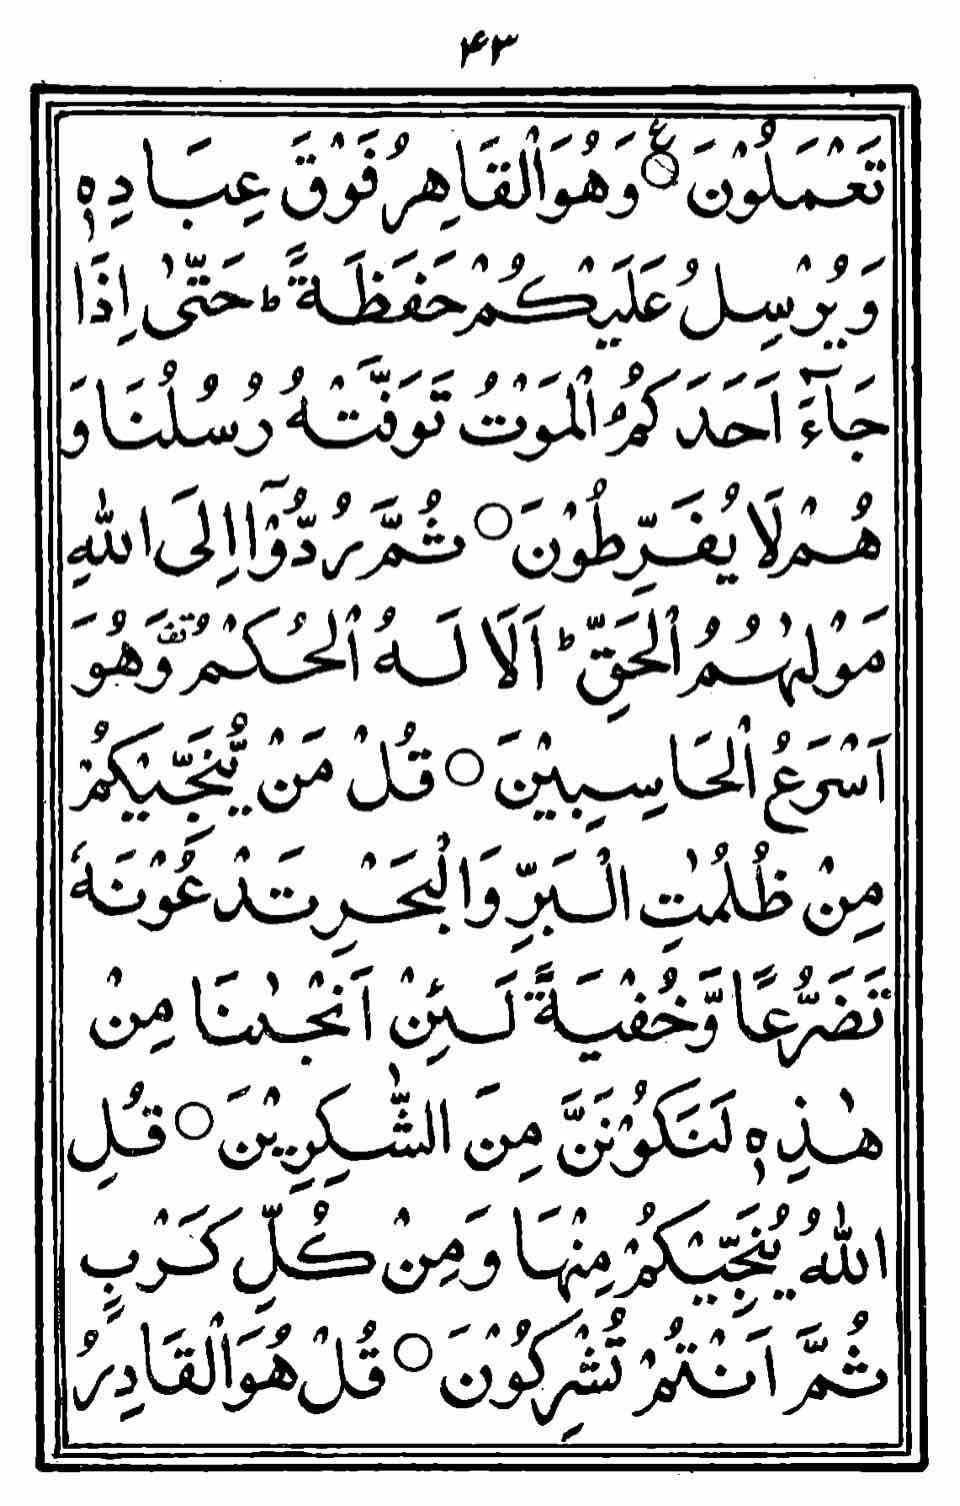 ۴۳
تَعْمَلُوْنَ ۝ع وَهُوَ الْقَاهِرُ فَوْقَ عِبَادِهٖ
وَيُرْسِلُ عَلَيْكُمْ حَفَظَةً ؕ حَتّٰى اِذَا
جَآءَ اَحَدَكُمُ الْمَوْتُ تَوَفَّتْهُ رُسُلُنَا وَ
هُمْ لَا يُفَرِّطُوْنَ ۝ ثُمَّ رُدُّوْٓا اِلَى اللّٰهِ
مَوْلٰىهُمُ الْحَقِّ ؕ اَلَا لَهُ الْحُكْمُ تف وَّهُوَ
اَسْرَعُ الْحَاسِبِيْنَ ۝ قُلْ مَنْ يُّنَجِّيْكُمْ
مِنْ ظُلُمٰتِ الْبَرِّ وَالْبَحْرِ تَدْعُوْنَهٗ
تَضَرُّعًا وَّخُفْيَةً لَئِنْ اَنْجٰىنَا مِنْ
هٰذِهٖ لَنَكُوْنَنَّ مِنَ الشّٰكِرِيْنَ ۝ قُلِ
اللّٰهُ يُنَجِّيْكُمْ مِنْهَا وَمِنْ كُلِّ كَرْبٍ
ثُمَّ اَنْتُمْ تُشْرِكُوْنَ ۝ قُلْ هُوَ الْقَادِرُ